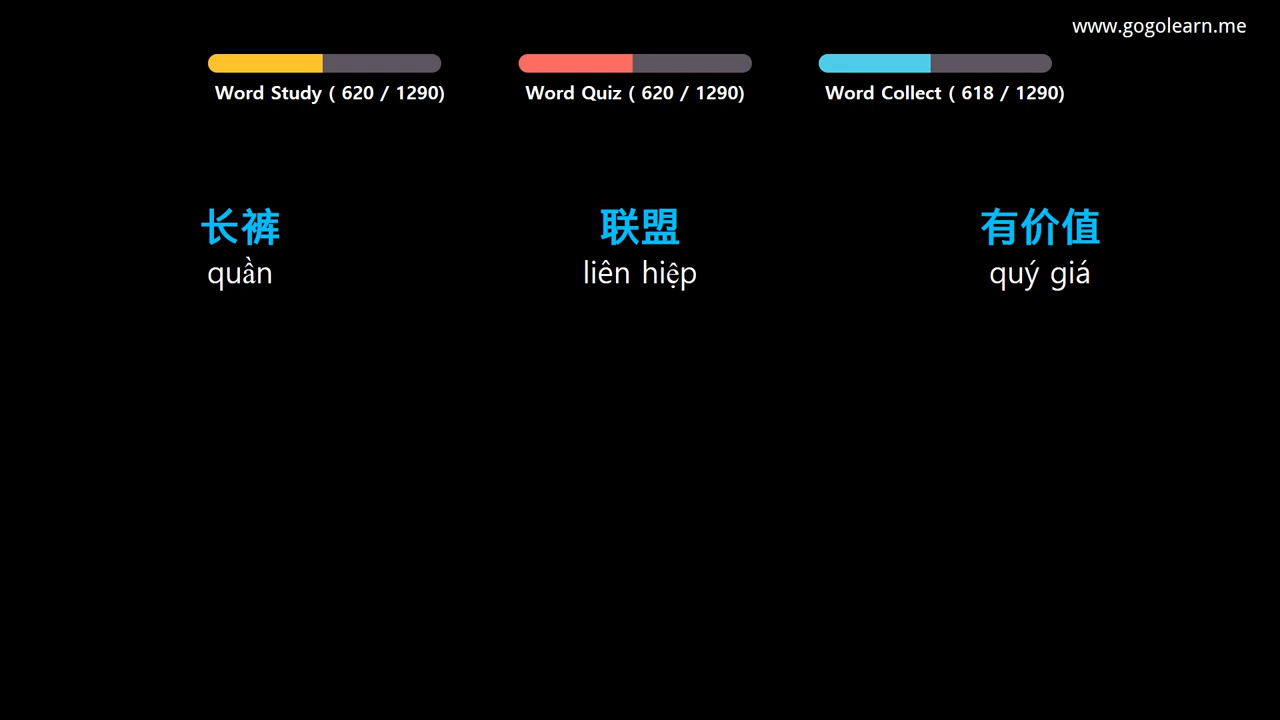 www.gogolearn.me
Word Study ( 620 / 1290)
Word Quiz ( 620 / 1290)
Word Collect ( 618 / 1290)
长裤
quần
联盟
liên hiệp
有价值
quý giá